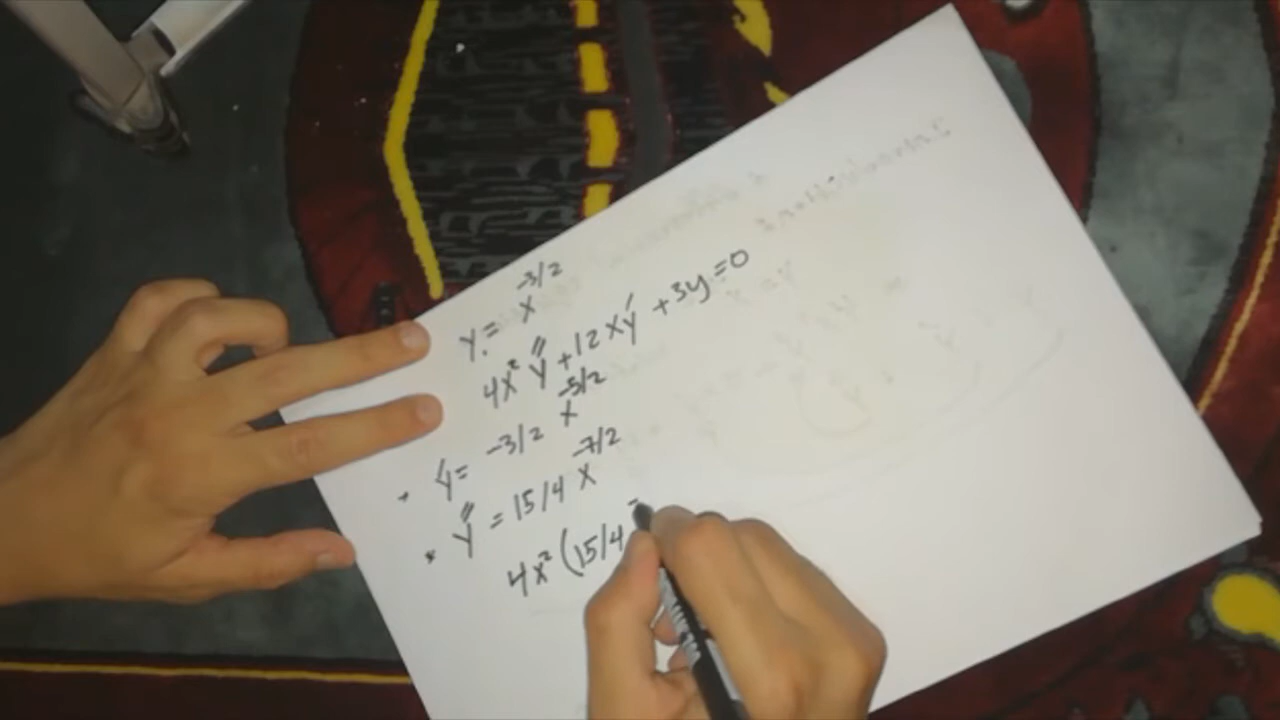 y = x^{-3/2}
4x² y'' + 12xy' + 3y = 0
* y' = -3/2 x^{-5/2}
* y'' = 15/4 x^{-7/2}
4x² (15/4